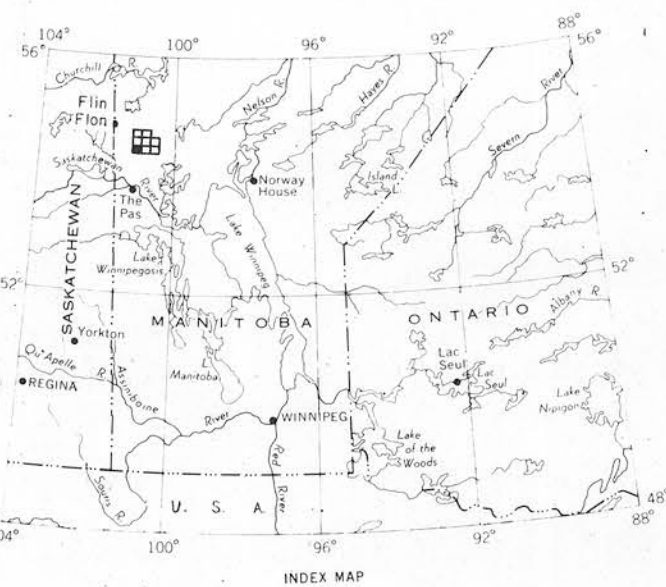 104°
100°
96°
92°
88°
56°
56°
Churchill R.
Flin
Flon
Nelson R.
Hayes R.
Severn River
Saskatchewan River
The
Pas
Norway
House
Island
L.
SASKATCHEWAN
Lake
Winnipegosis
Lake Winnipeg
52°
52°
MANITOBA
ONTARIO
Albany R.
Yorkton
Qu'Apelle R.
REGINA
Assiniboine River
L.
Manitoba
WINNIPEG
Lac
Seul
Lac
Seul
Lake
Nipigon
Lake
of the
Woods
Red River
Souris R.
U. S. A.
48°
04°
100°
96°
92°
88°
INDEX MAP